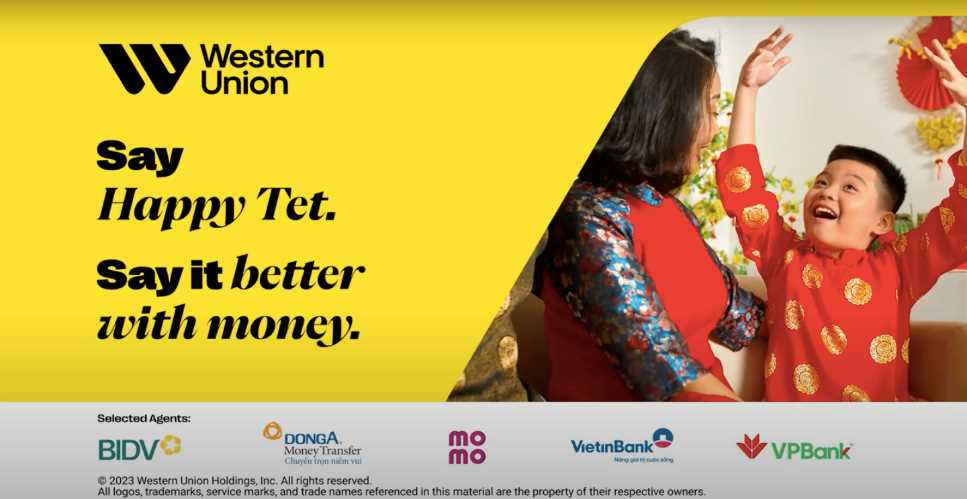 Western
Union
Say
Happy Tet.
Say it better
with money.
Selected Agents:
BIDV
DONGA
Money Transfer
Chuyển trọn niềm vui
MO
MO
VietinBank
Nâng giá trị cuộc sống
VPBank
© 2023 Western Union Holdings, Inc. All rights reserved.
All logos, trademarks, service marks, and trade names referenced in this material are the property of their respective owners.